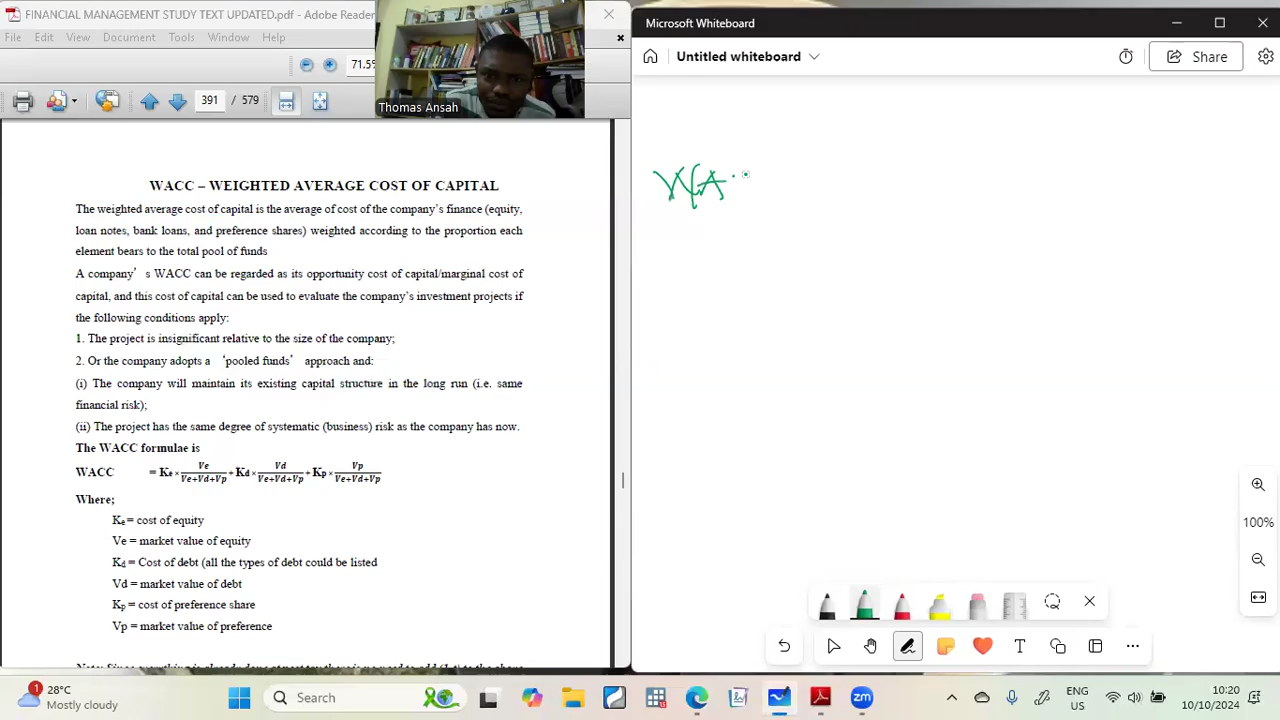 FINANCIAL MANAGEMENT STUDY TEXT UPDATED.pdf - Adobe Reader
File Edit View Document Tools Window Help
391 / 579 71.5%
Thomas Ansah
WACC – WEIGHTED AVERAGE COST OF CAPITAL
The weighted average cost of capital is the average of cost of the company's finance (equity,
loan notes, bank loans, and preference shares) weighted according to the proportion each
element bears to the total pool of funds
A company's WACC can be regarded as its opportunity cost of capital/marginal cost of
capital, and this cost of capital can be used to evaluate the company's investment projects if
the following conditions apply:
1. The project is insignificant relative to the size of the company;
2. Or the company adopts a 'pooled funds' approach and:
(i) The company will maintain its existing capital structure in the long run (i.e. same
financial risk);
(ii) The project has the same degree of systematic (business) risk as the company has now.
The WACC formulae is
WACC = Ke × Ve/Ve+Vd+Vp + Kd × Vd/Ve+Vd+Vp + Kp × Vp/Ve+Vd+Vp
Where;
Ke = cost of equity
Ve = market value of equity
Kd = Cost of debt (all the types of debt could be listed
Vd = market value of debt
Kp = cost of preference share
Vp = market value of preference
Microsoft Whiteboard
Untitled whiteboard
Share
100%
28°C
Mostly cloudy
1
Search
ENG
US
10:20
10/10/2024